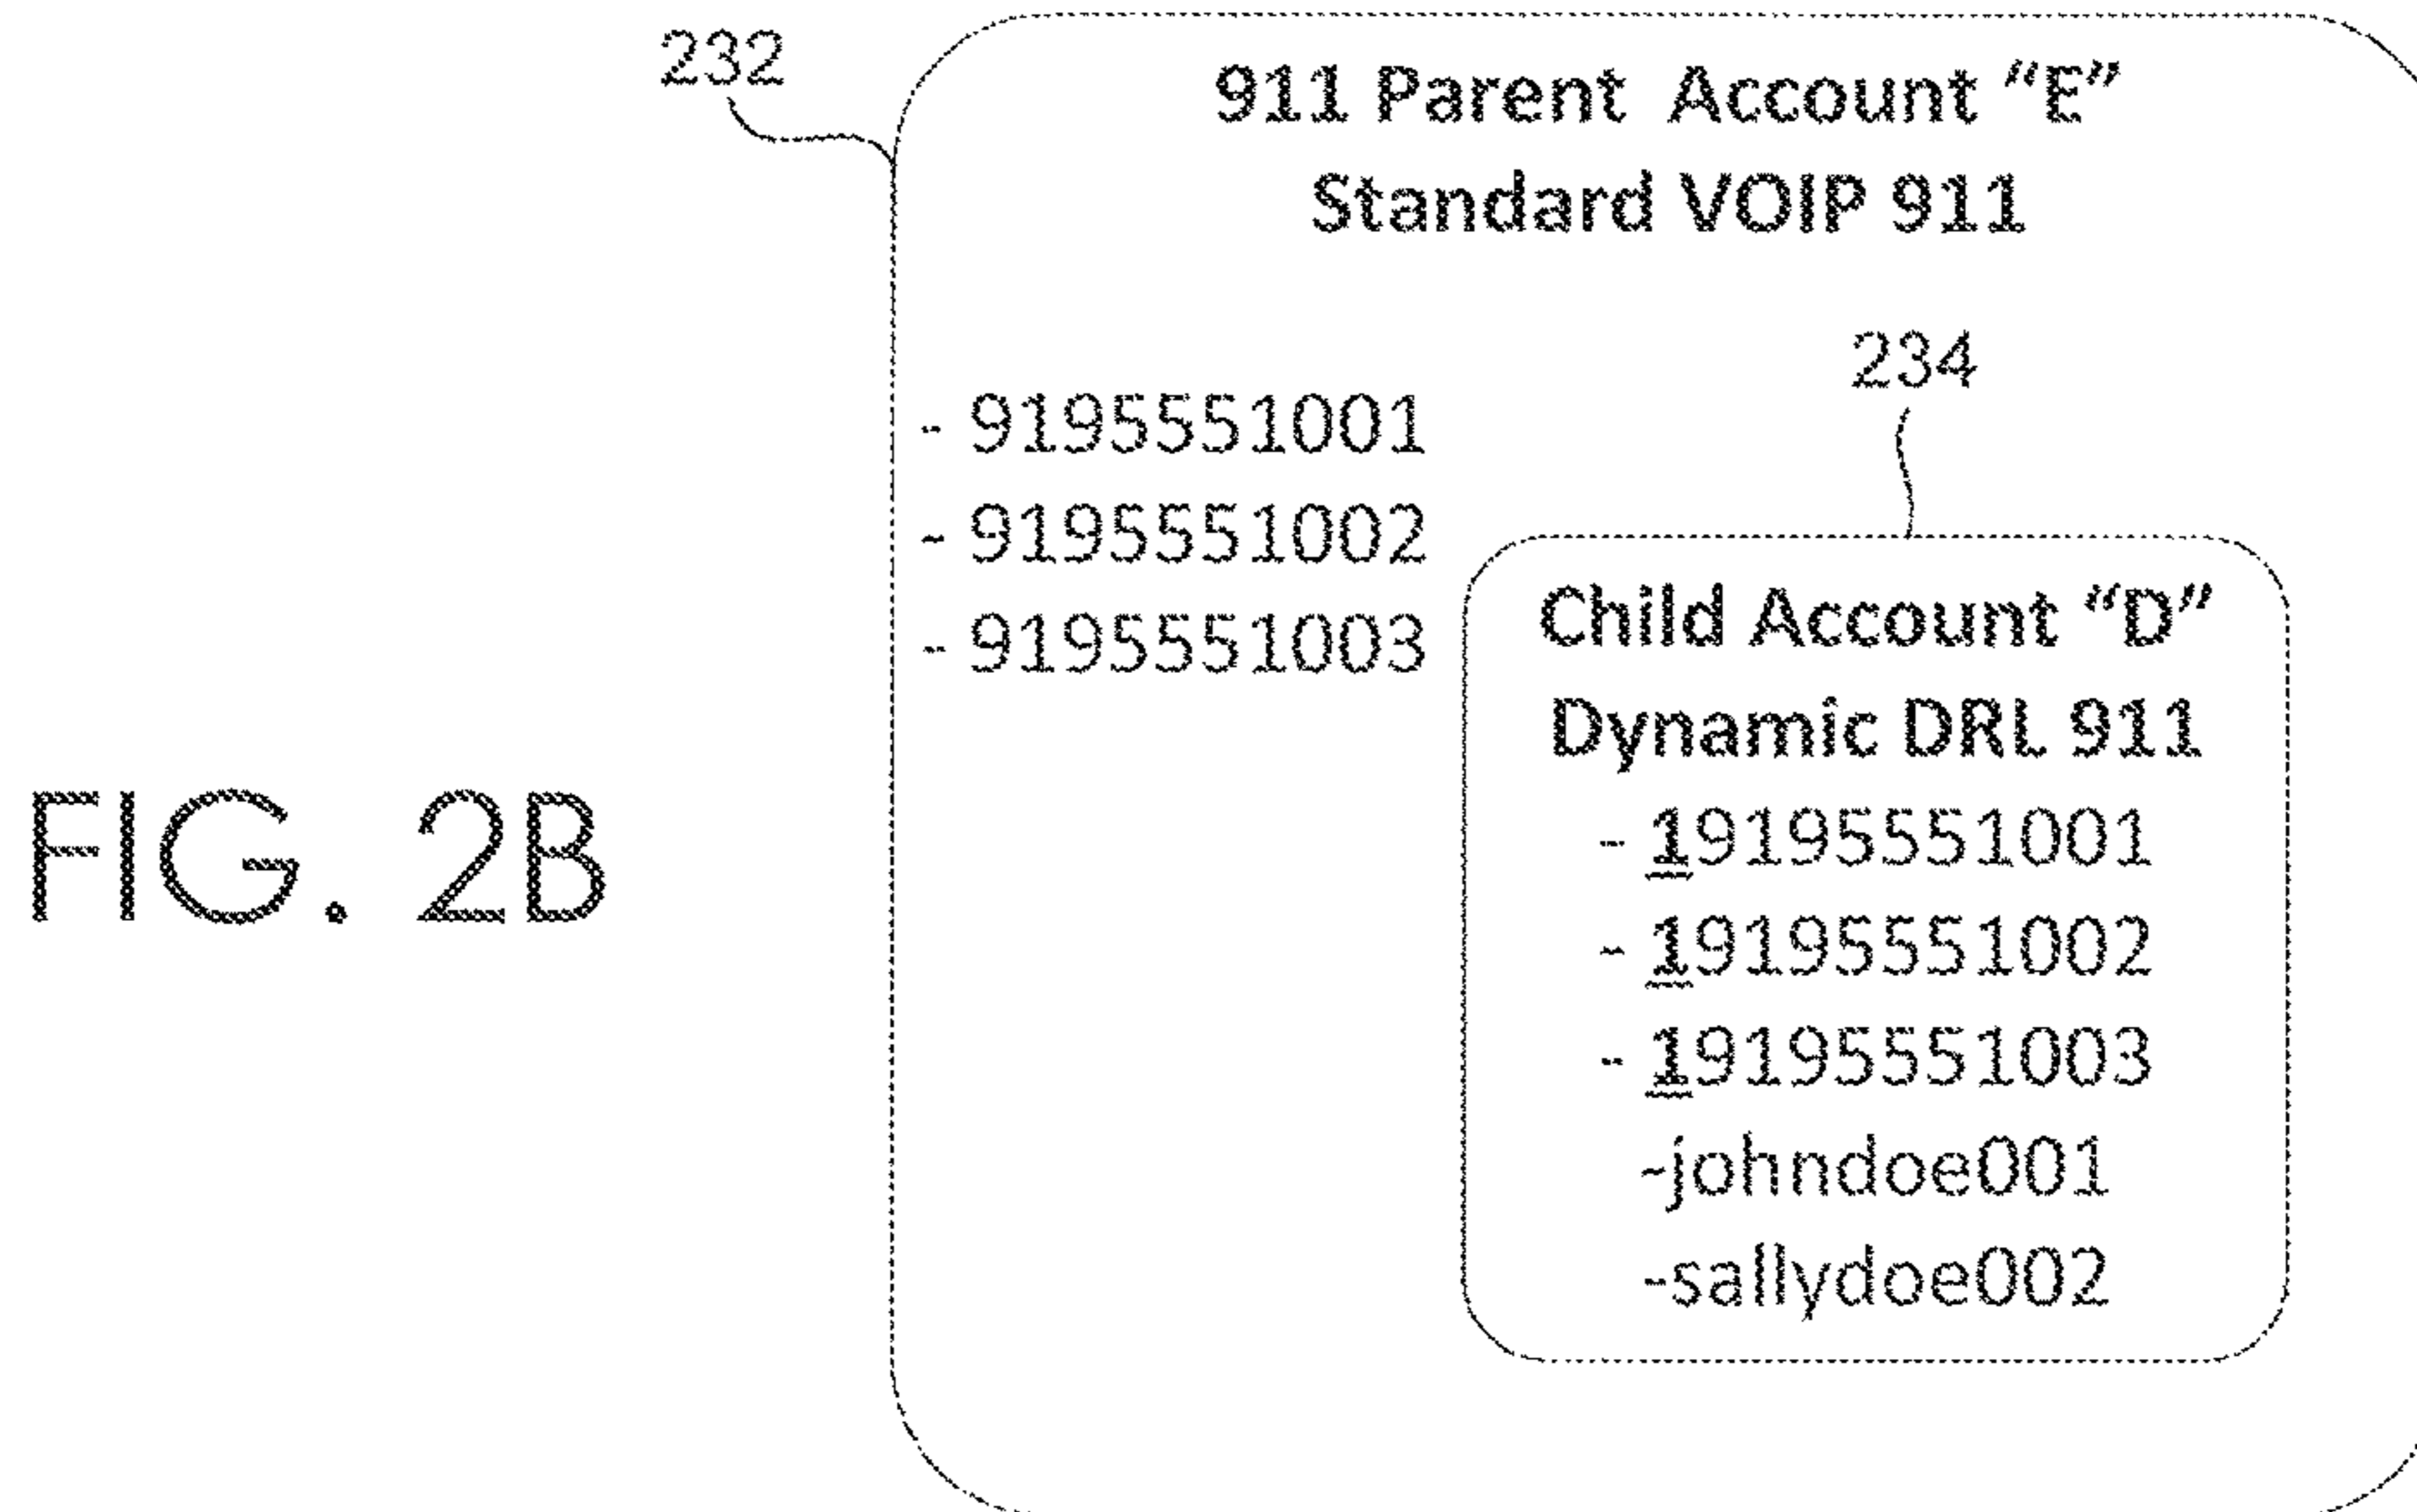 232
911 Parent Account “E”
Standard VOIP 911
- 9195551001
- 9195551002
- 9195551003
234
Child Account “D”
Dynamic DRL 911
- 19195551001
- 19195551002
- 19195551003
-johndoe001
-sallydoe002
FIG. 2B